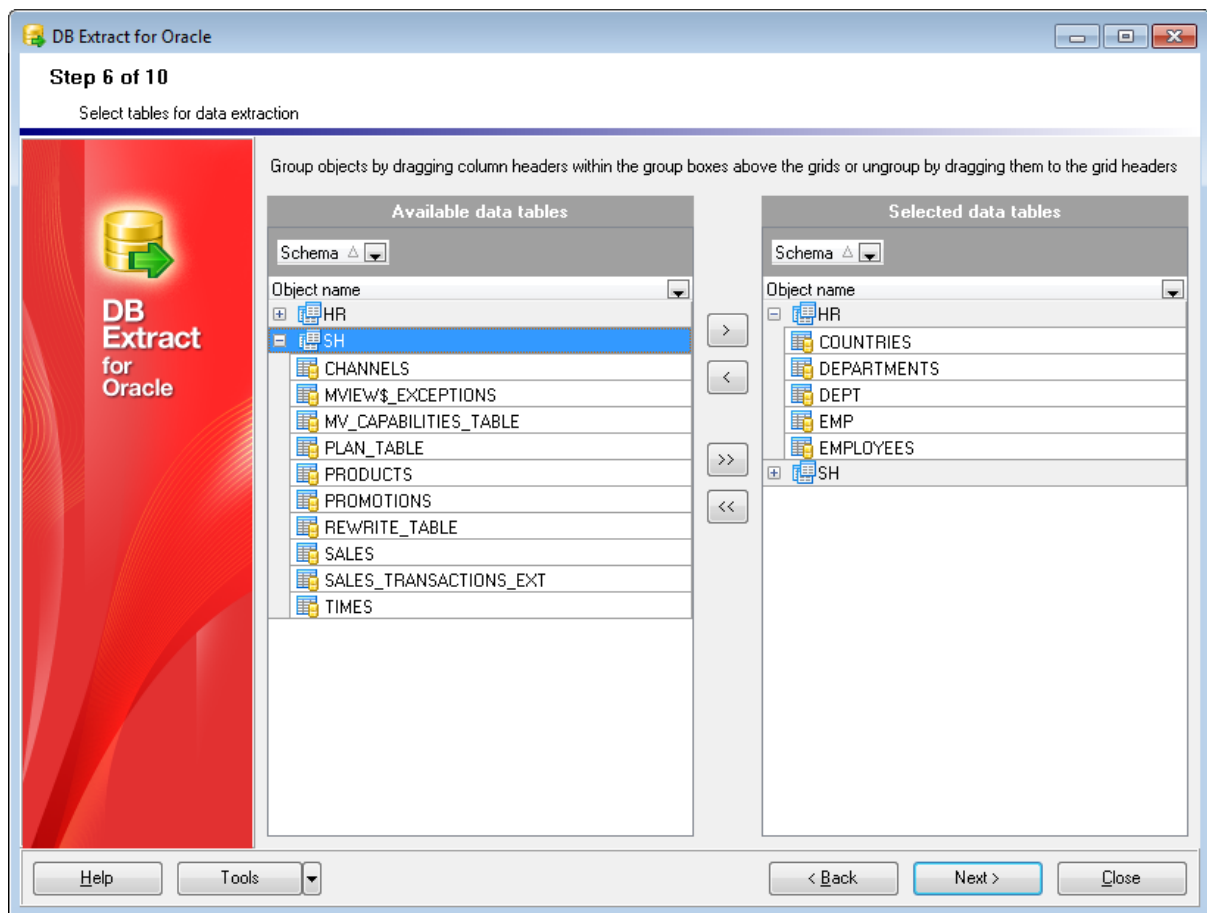 DB Extract for Oracle
Step 6 of 10
Select tables for data extraction
Group objects by dragging column headers within the group boxes above the grids or ungroup by dragging them to the grid headers
DB
Extract
for
Oracle
Available data tables
Schema
Object name
HR
SH
CHANNELS
MVIEW$_EXCEPTIONS
MV_CAPABILITIES_TABLE
PLAN_TABLE
PRODUCTS
PROMOTIONS
REWRITE_TABLE
SALES
SALES_TRANSACTIONS_EXT
TIMES
>
<
>>
<<
Selected data tables
Schema
Object name
HR
COUNTRIES
DEPARTMENTS
DEPT
EMP
EMPLOYEES
SH
Help
Tools
< Back
Next >
Close